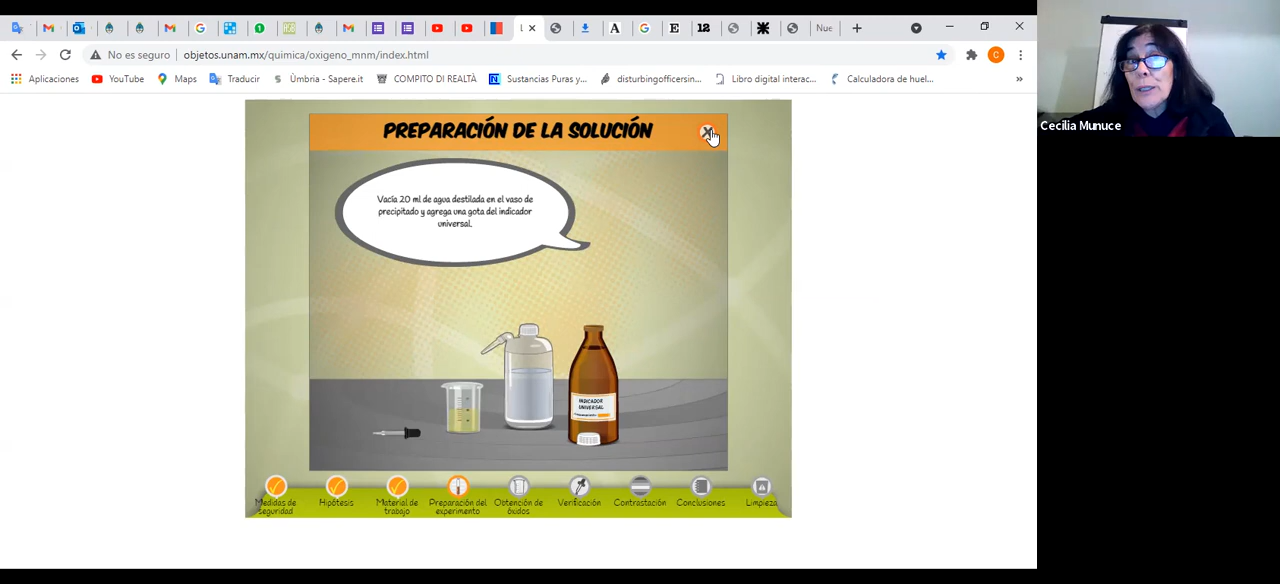 L
12
Nue
No es seguro
objetos.unam.mx/quimica/oxigeno_mnm/index.html
Aplicaciones
YouTube
Maps
Traducir
Umbria - Sapere.it
COMPITO DI REALTÀ
Sustancias Puras y...
disturbingofficersin...
Libro digital interac...
Calculadora de huel...
»
Cecilia Munuce
PREPARACIÓN DE LA SOLUCIÓN
Vacía 20 ml de agua destilada en el vaso de
precipitado y agrega una gota del indicador
universal.
INDICADOR
UNIVERSAL
Medidas de
seguridad
Hipótesis
Material de
trabajo
Preparación del
experimento
Obtención de
óxidos
Verificación
Contrastación
Conclusiones
Limpieza